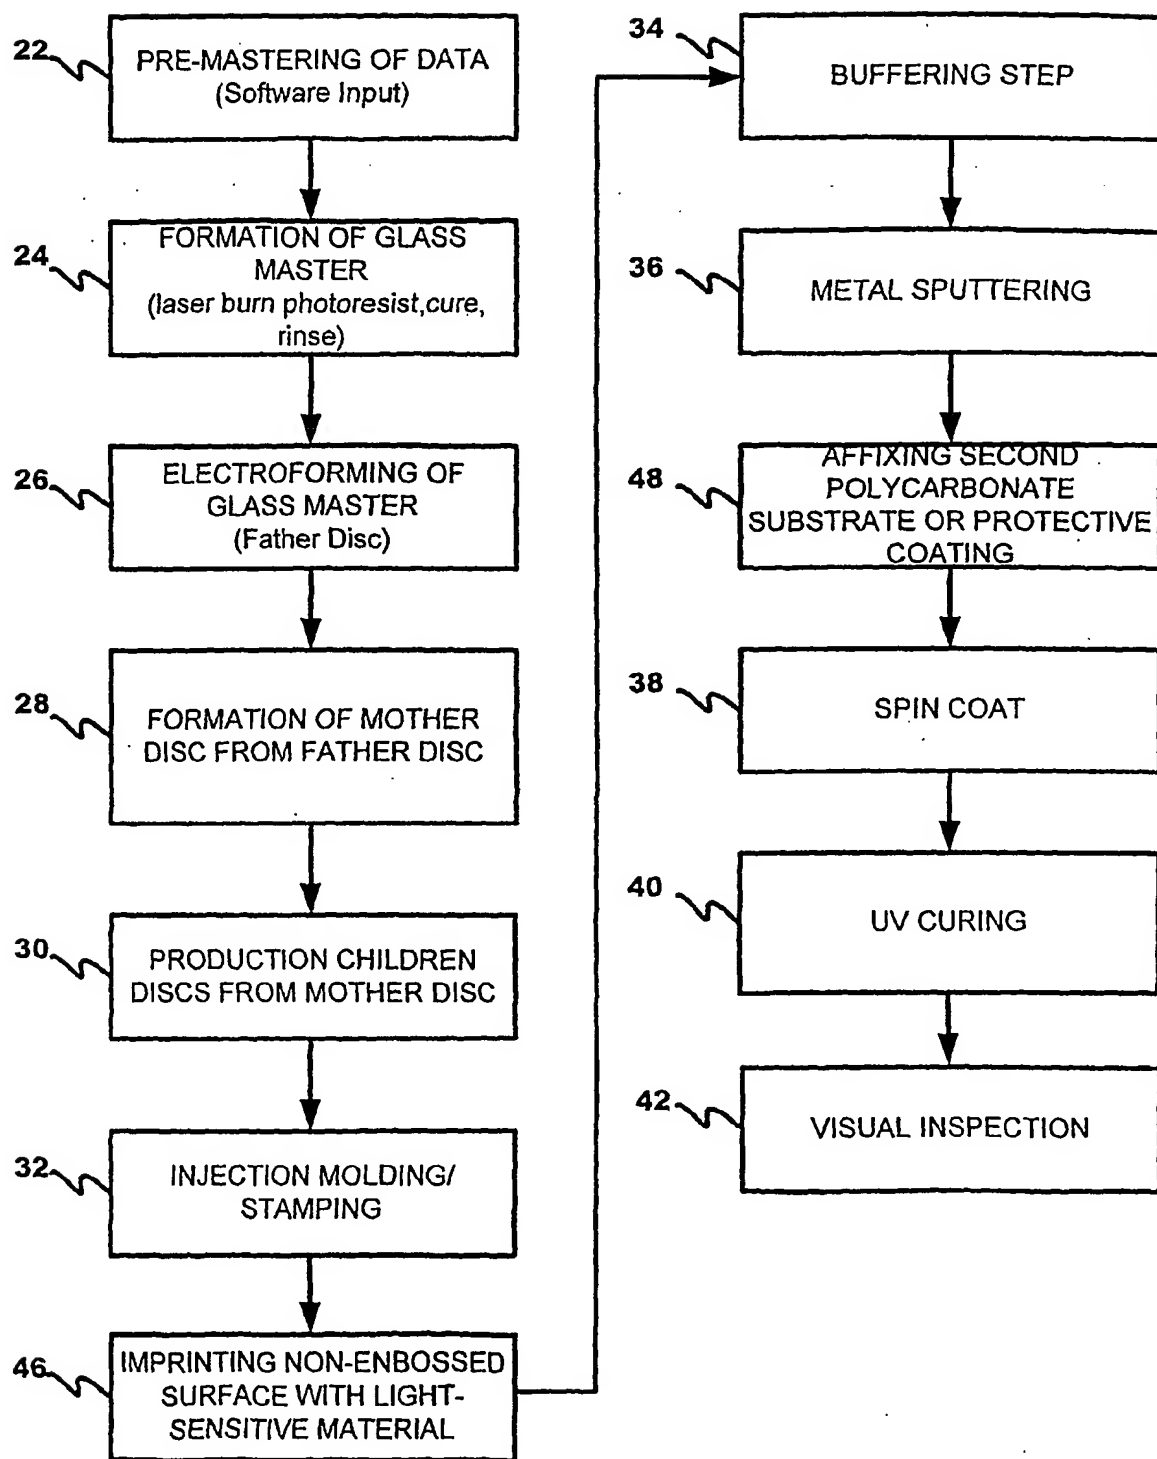 22
PRE-MASTERING OF DATA
(Software Input)
24
FORMATION OF GLASS
MASTER
(laser burn photoresist,cure,
rinse)
26
ELECTROFORMING OF
GLASS MASTER
(Father Disc)
28
FORMATION OF MOTHER
DISC FROM FATHER DISC
30
PRODUCTION CHILDREN
DISCS FROM MOTHER DISC
32
INJECTION MOLDING/
STAMPING
46
IMPRINTING NON-ENBOSSED
SURFACE WITH LIGHT-
SENSITIVE MATERIAL
34
BUFFERING STEP
36
METAL SPUTTERING
48
AFFIXING SECOND
POLYCARBONATE
SUBSTRATE OR PROTECTIVE
COATING
38
SPIN COAT
40
UV CURING
42
VISUAL INSPECTION